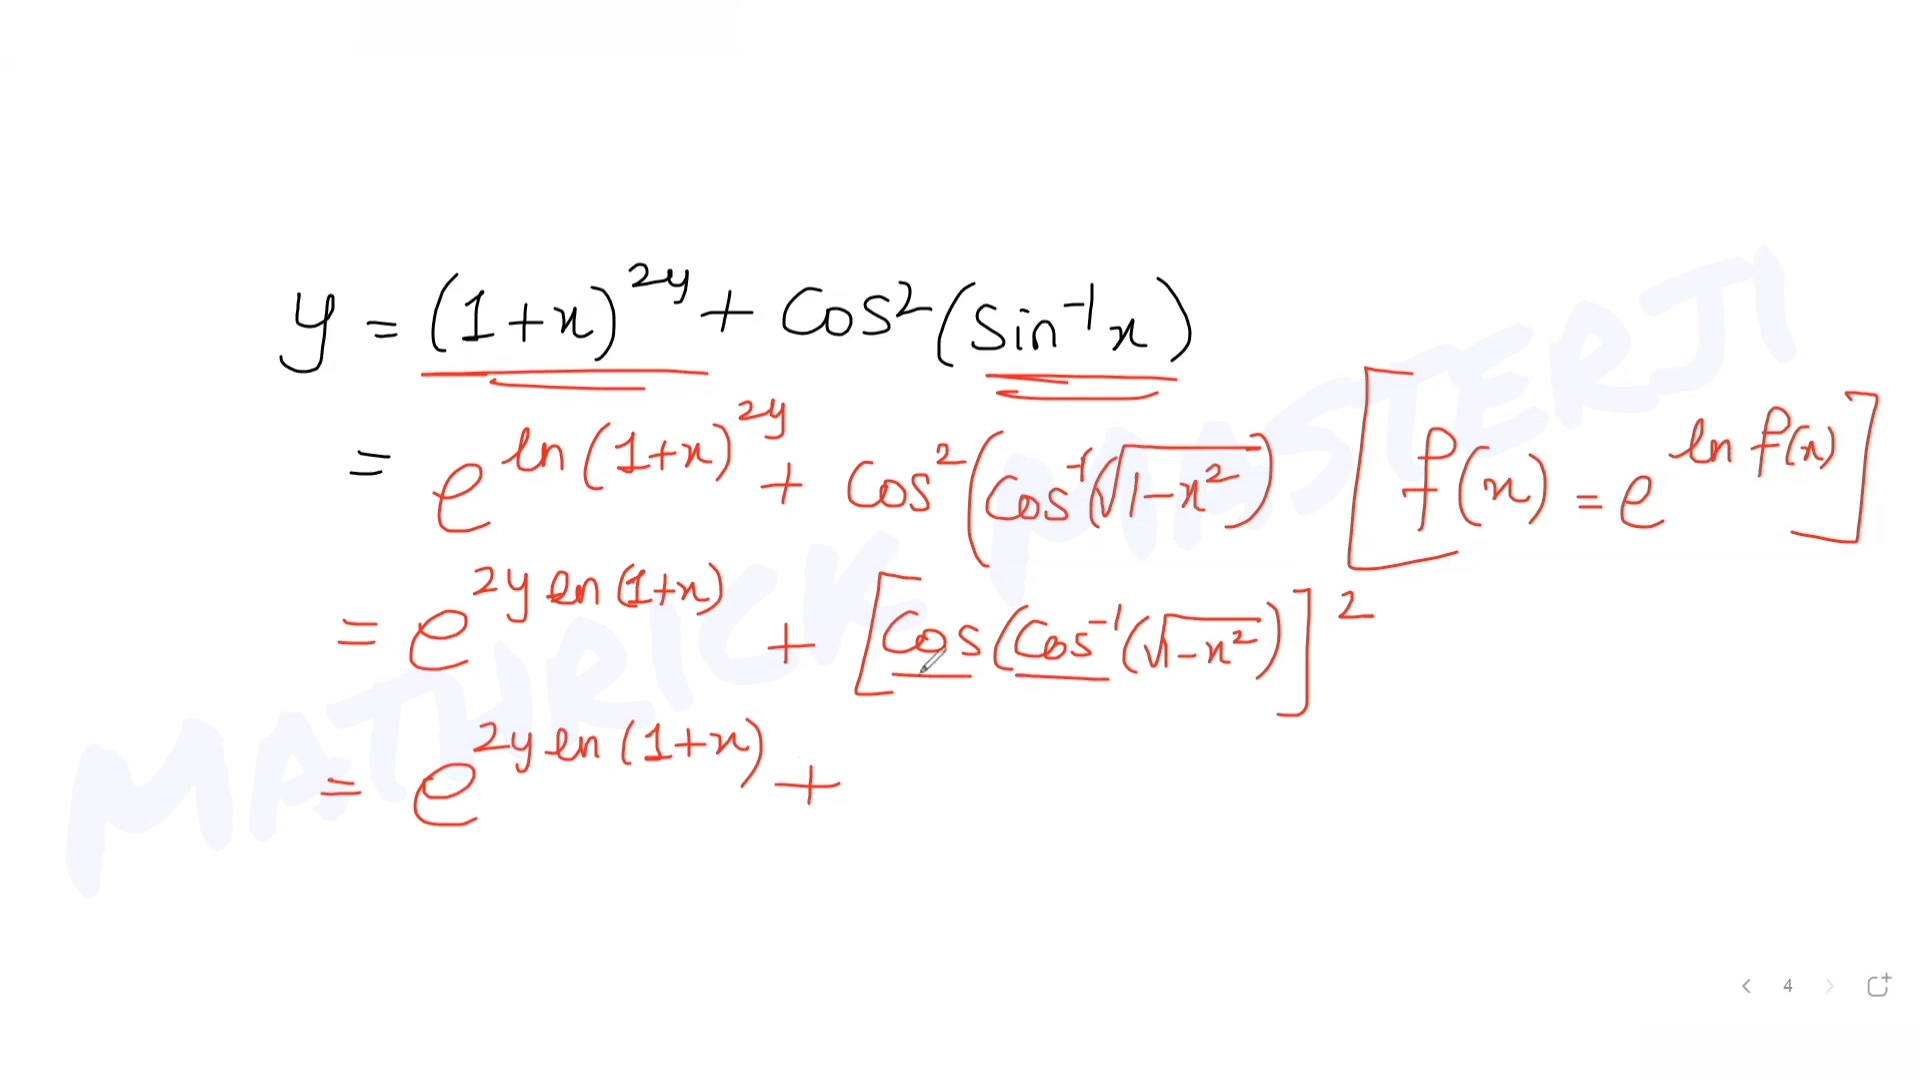 y = (1+x)^{2y} + Cos²(Sin⁻¹x)
= e^{ln(1+x)^{2y}} + Cos²(Cos⁻¹(√1-x²)) [f(x) = e^{ln f(x)}]
= e^{2y ln(1+x)} + [Cos(Cos⁻¹(√1-x²)]²
= e^{2y ln(1+x)} +
MATHRICK MASTERJI
4